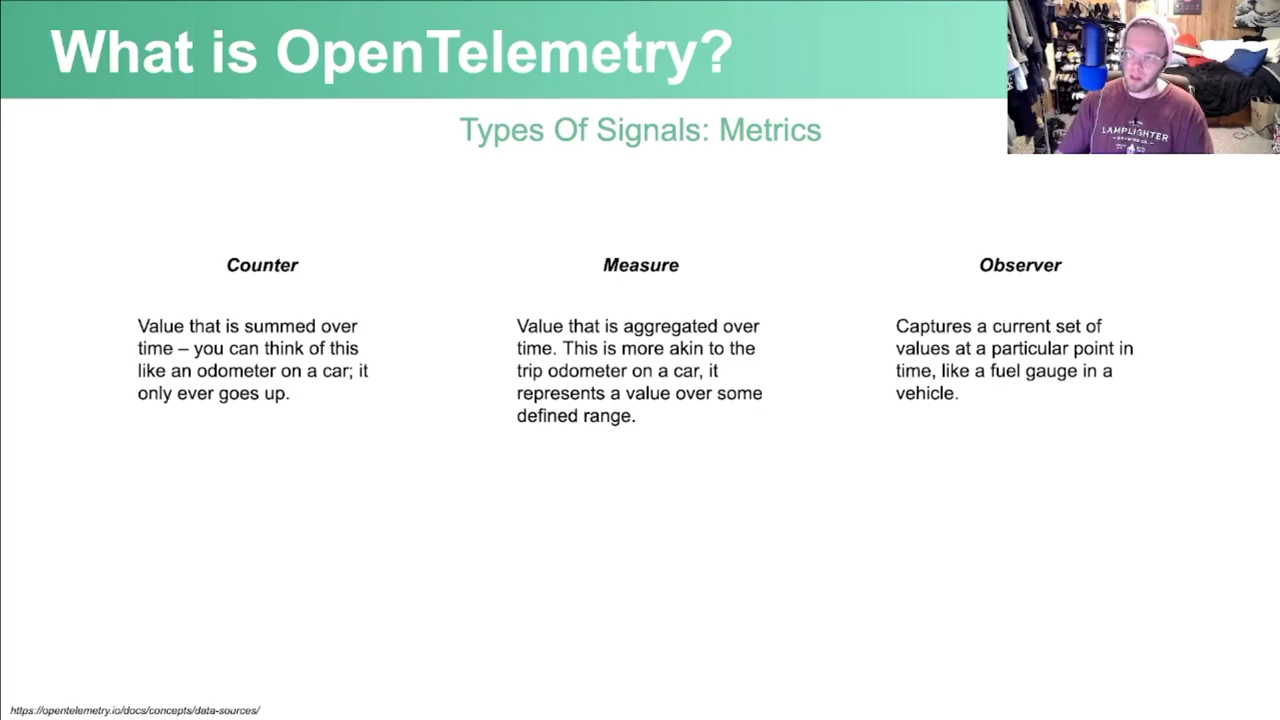 What is OpenTelemetry?
LAMPLIGHTER
BREWING CO.
Types Of Signals: Metrics
Counter
Value that is summed over
time – you can think of this
like an odometer on a car; it
only ever goes up.
Measure
Value that is aggregated over
time. This is more akin to the
trip odometer on a car, it
represents a value over some
defined range.
Observer
Captures a current set of
values at a particular point in
time, like a fuel gauge in a
vehicle.
https://opentelemetry.io/docs/concepts/data-sources/